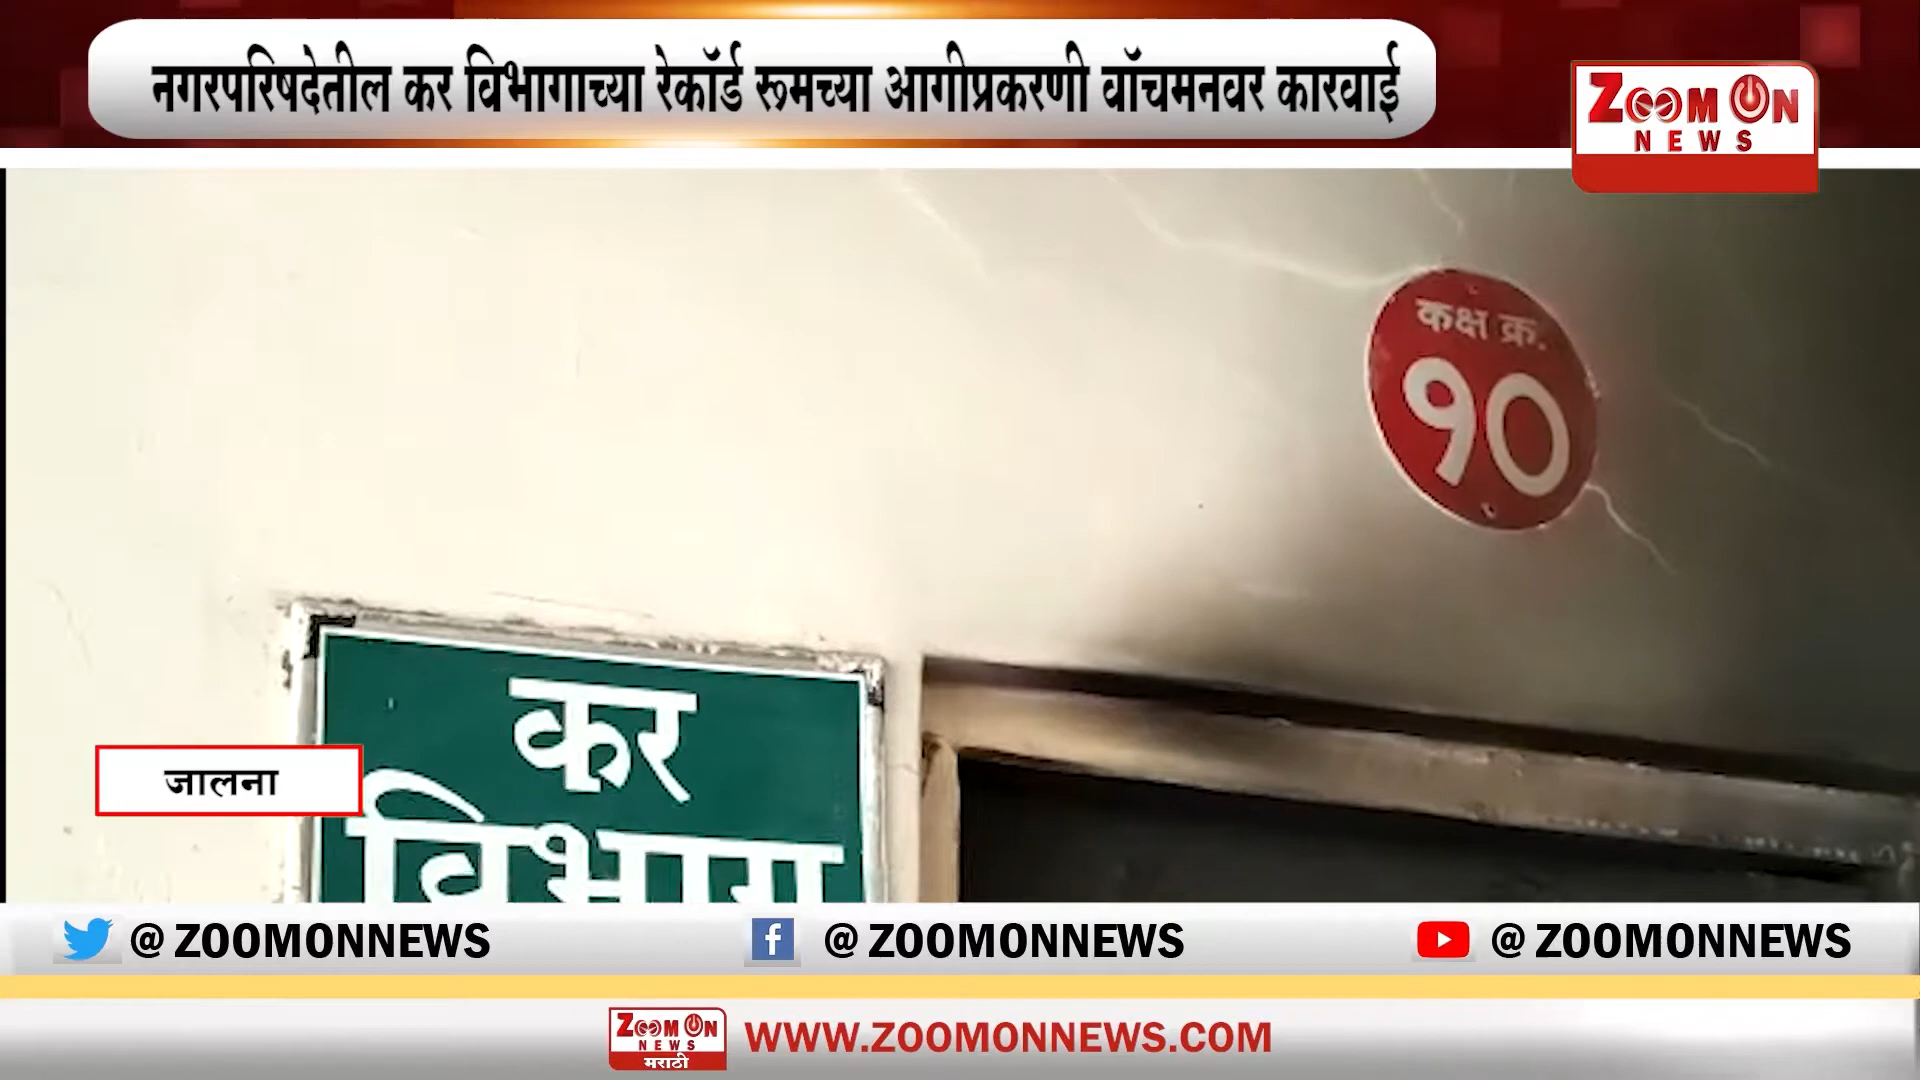 नगरपरिषदेतील कर विभागाच्या रेकॉर्ड रूमच्या आगीप्रकरणी वॉचमनवर कारवाई
ZOOM ON
NEWS
कक्ष क्र.
१०
कर
विभाग
जालना
@ ZOOMONNEWS
@ ZOOMONNEWS
@ ZOOMONNEWS
ZOOM ON
NEWS
मराठी
WWW.ZOOMONNEWS.COM